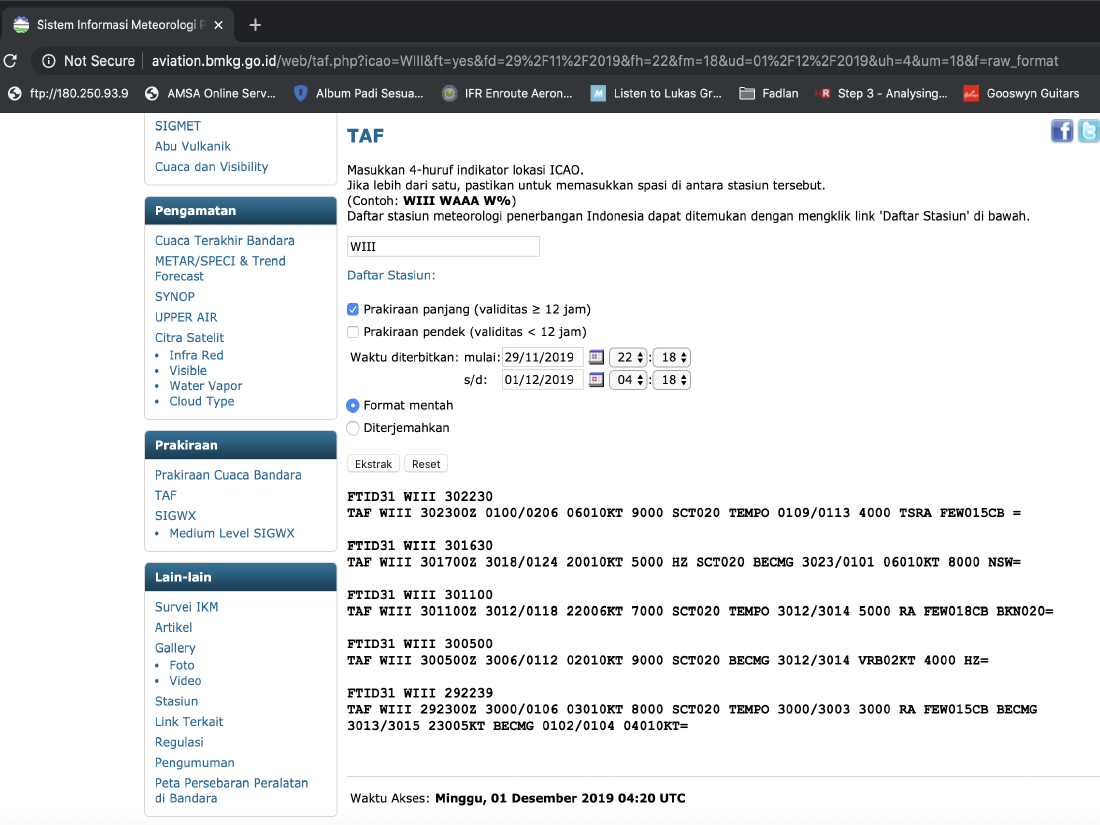 Sistem Informasi Meteorologi P
Not Secure
aviation.bmkg.go.id/web/taf.php?icao=WIII&ft=yes&fd=29%2F11%2F2019&fh=22&fm=18&ud=01%2F12%2F2019&uh=4&um=18&f=raw_format
ftp://180.250.93.9
AMSA Online Serv...
Album Padi Sesua...
IFR Enroute Aeron...
Listen to Lukas Gr...
Fadlan
Step 3 - Analysing...
Gooswyn Guitars
SIGMET
Abu Vulkanik
Cuaca dan Visibility
Pengamatan
Cuaca Terakhir Bandara
METAR/SPECI & Trend
Forecast
SYNOP
UPPER AIR
Citra Satelit
• Infra Red
• Visible
• Water Vapor
• Cloud Type
Prakiraan
Prakiraan Cuaca Bandara
TAF
SIGWX
• Medium Level SIGWX
Lain-lain
Survei IKM
Artikel
Gallery
• Foto
• Video
Stasiun
Link Terkait
Regulasi
Pengumuman
Peta Persebaran Peralatan
di Bandara
TAF
Masukkan 4-huruf indikator lokasi ICAO.
Jika lebih dari satu, pastikan untuk memasukkan spasi di antara stasiun tersebut.
(Contoh: WIII WAAA W%)
Daftar stasiun meteorologi penerbangan Indonesia dapat ditemukan dengan mengklik link 'Daftar Stasiun' di bawah.
WIII
Daftar Stasiun:
Prakiraan panjang (validitas ≥ 12 jam)
Prakiraan pendek (validitas < 12 jam)
Waktu diterbitkan: mulai: 29/11/2019 22 : 18
s/d: 01/12/2019 04 : 18
Format mentah
Diterjemahkan
Ekstrak Reset
FTID31 WIII 302230
TAF WIII 302300Z 0100/0206 06010KT 9000 SCT020 TEMPO 0109/0113 4000 TSRA FEW015CB =
FTID31 WIII 301630
TAF WIII 301700Z 3018/0124 20010KT 5000 HZ SCT020 BECMG 3023/0101 06010KT 8000 NSW=
FTID31 WIII 301100
TAF WIII 301100Z 3012/0118 22006KT 7000 SCT020 TEMPO 3012/3014 5000 RA FEW018CB BKN020=
FTID31 WIII 300500
TAF WIII 300500Z 3006/0112 02010KT 9000 SCT020 BECMG 3012/3014 VRB02KT 4000 HZ=
FTID31 WIII 292239
TAF WIII 292300Z 3000/0106 03010KT 8000 SCT020 TEMPO 3000/3003 3000 RA FEW015CB BECMG
3013/3015 23005KT BECMG 0102/0104 04010KT=
Waktu Akses: Minggu, 01 Desember 2019 04:20 UTC